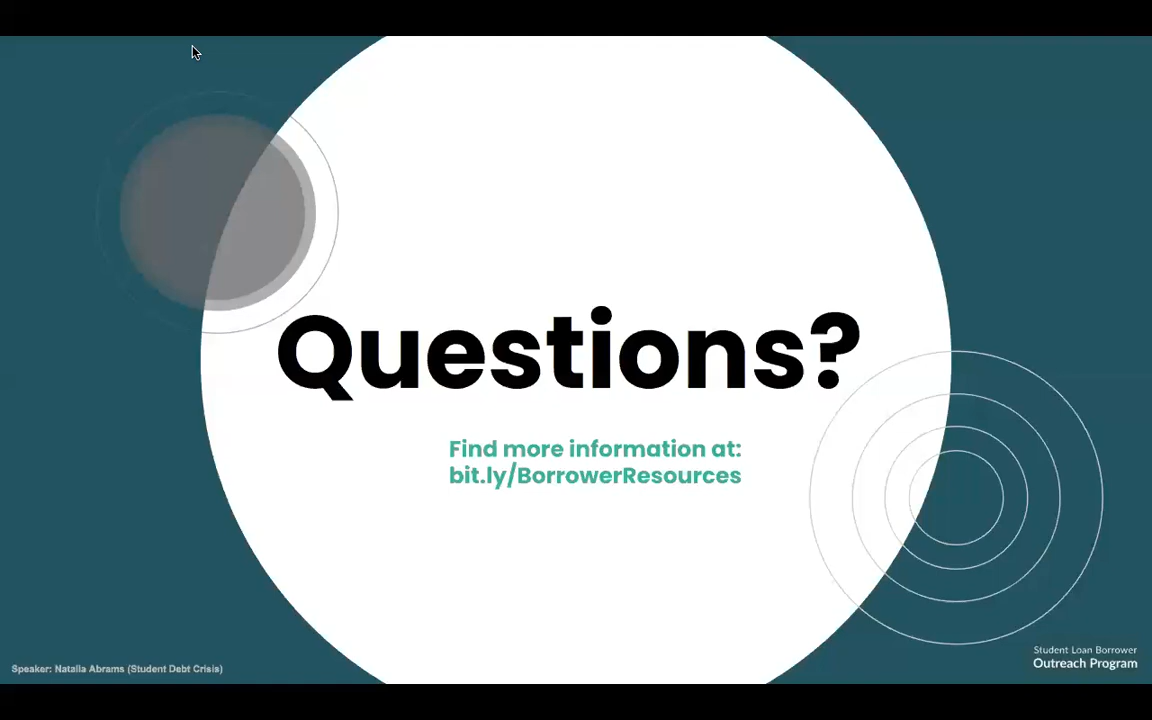 Questions?
Find more information at:
bit.ly/BorrowerResources
Speaker: Natalia Abrams (Student Debt Crisis)
Student Loan Borrower
Outreach Program